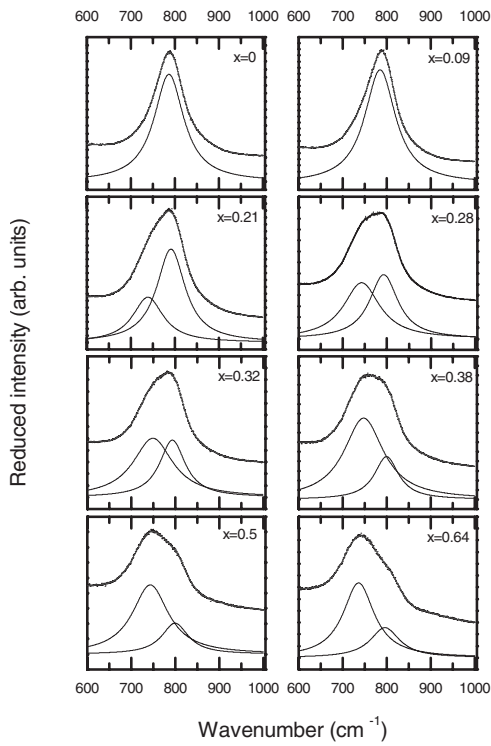 600 700 800 900 1000 600 700 800 900 1000
x=0 x=0.09
x=0.21 x=0.28
x=0.32 x=0.38
x=0.5 x=0.64
600 700 800 900 1000 600 700 800 900 1000
Reduced intensity (arb. units)
Wavenumber (cm⁻¹)